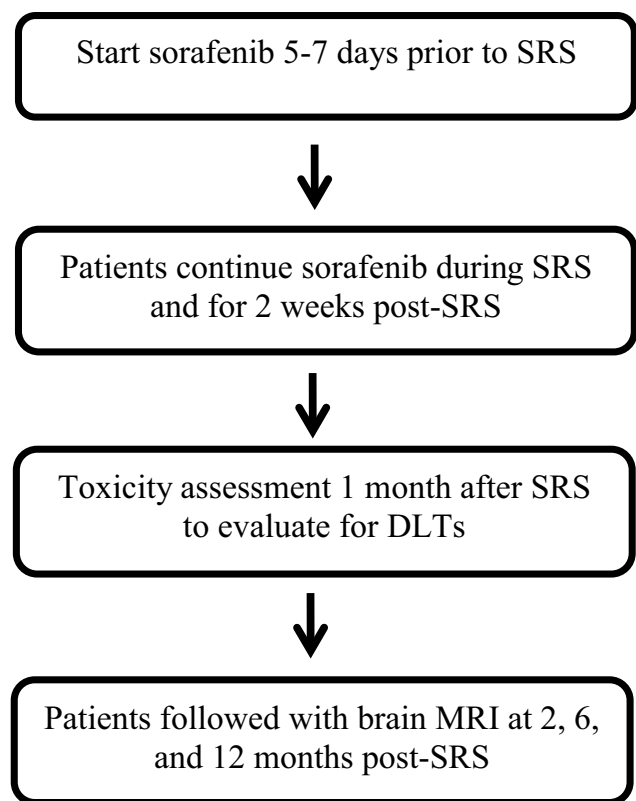 Start sorafenib 5-7 days prior to SRS
Patients continue sorafenib during SRS
and for 2 weeks post-SRS
Toxicity assessment 1 month after SRS
to evaluate for DLTs
Patients followed with brain MRI at 2, 6,
and 12 months post-SRS